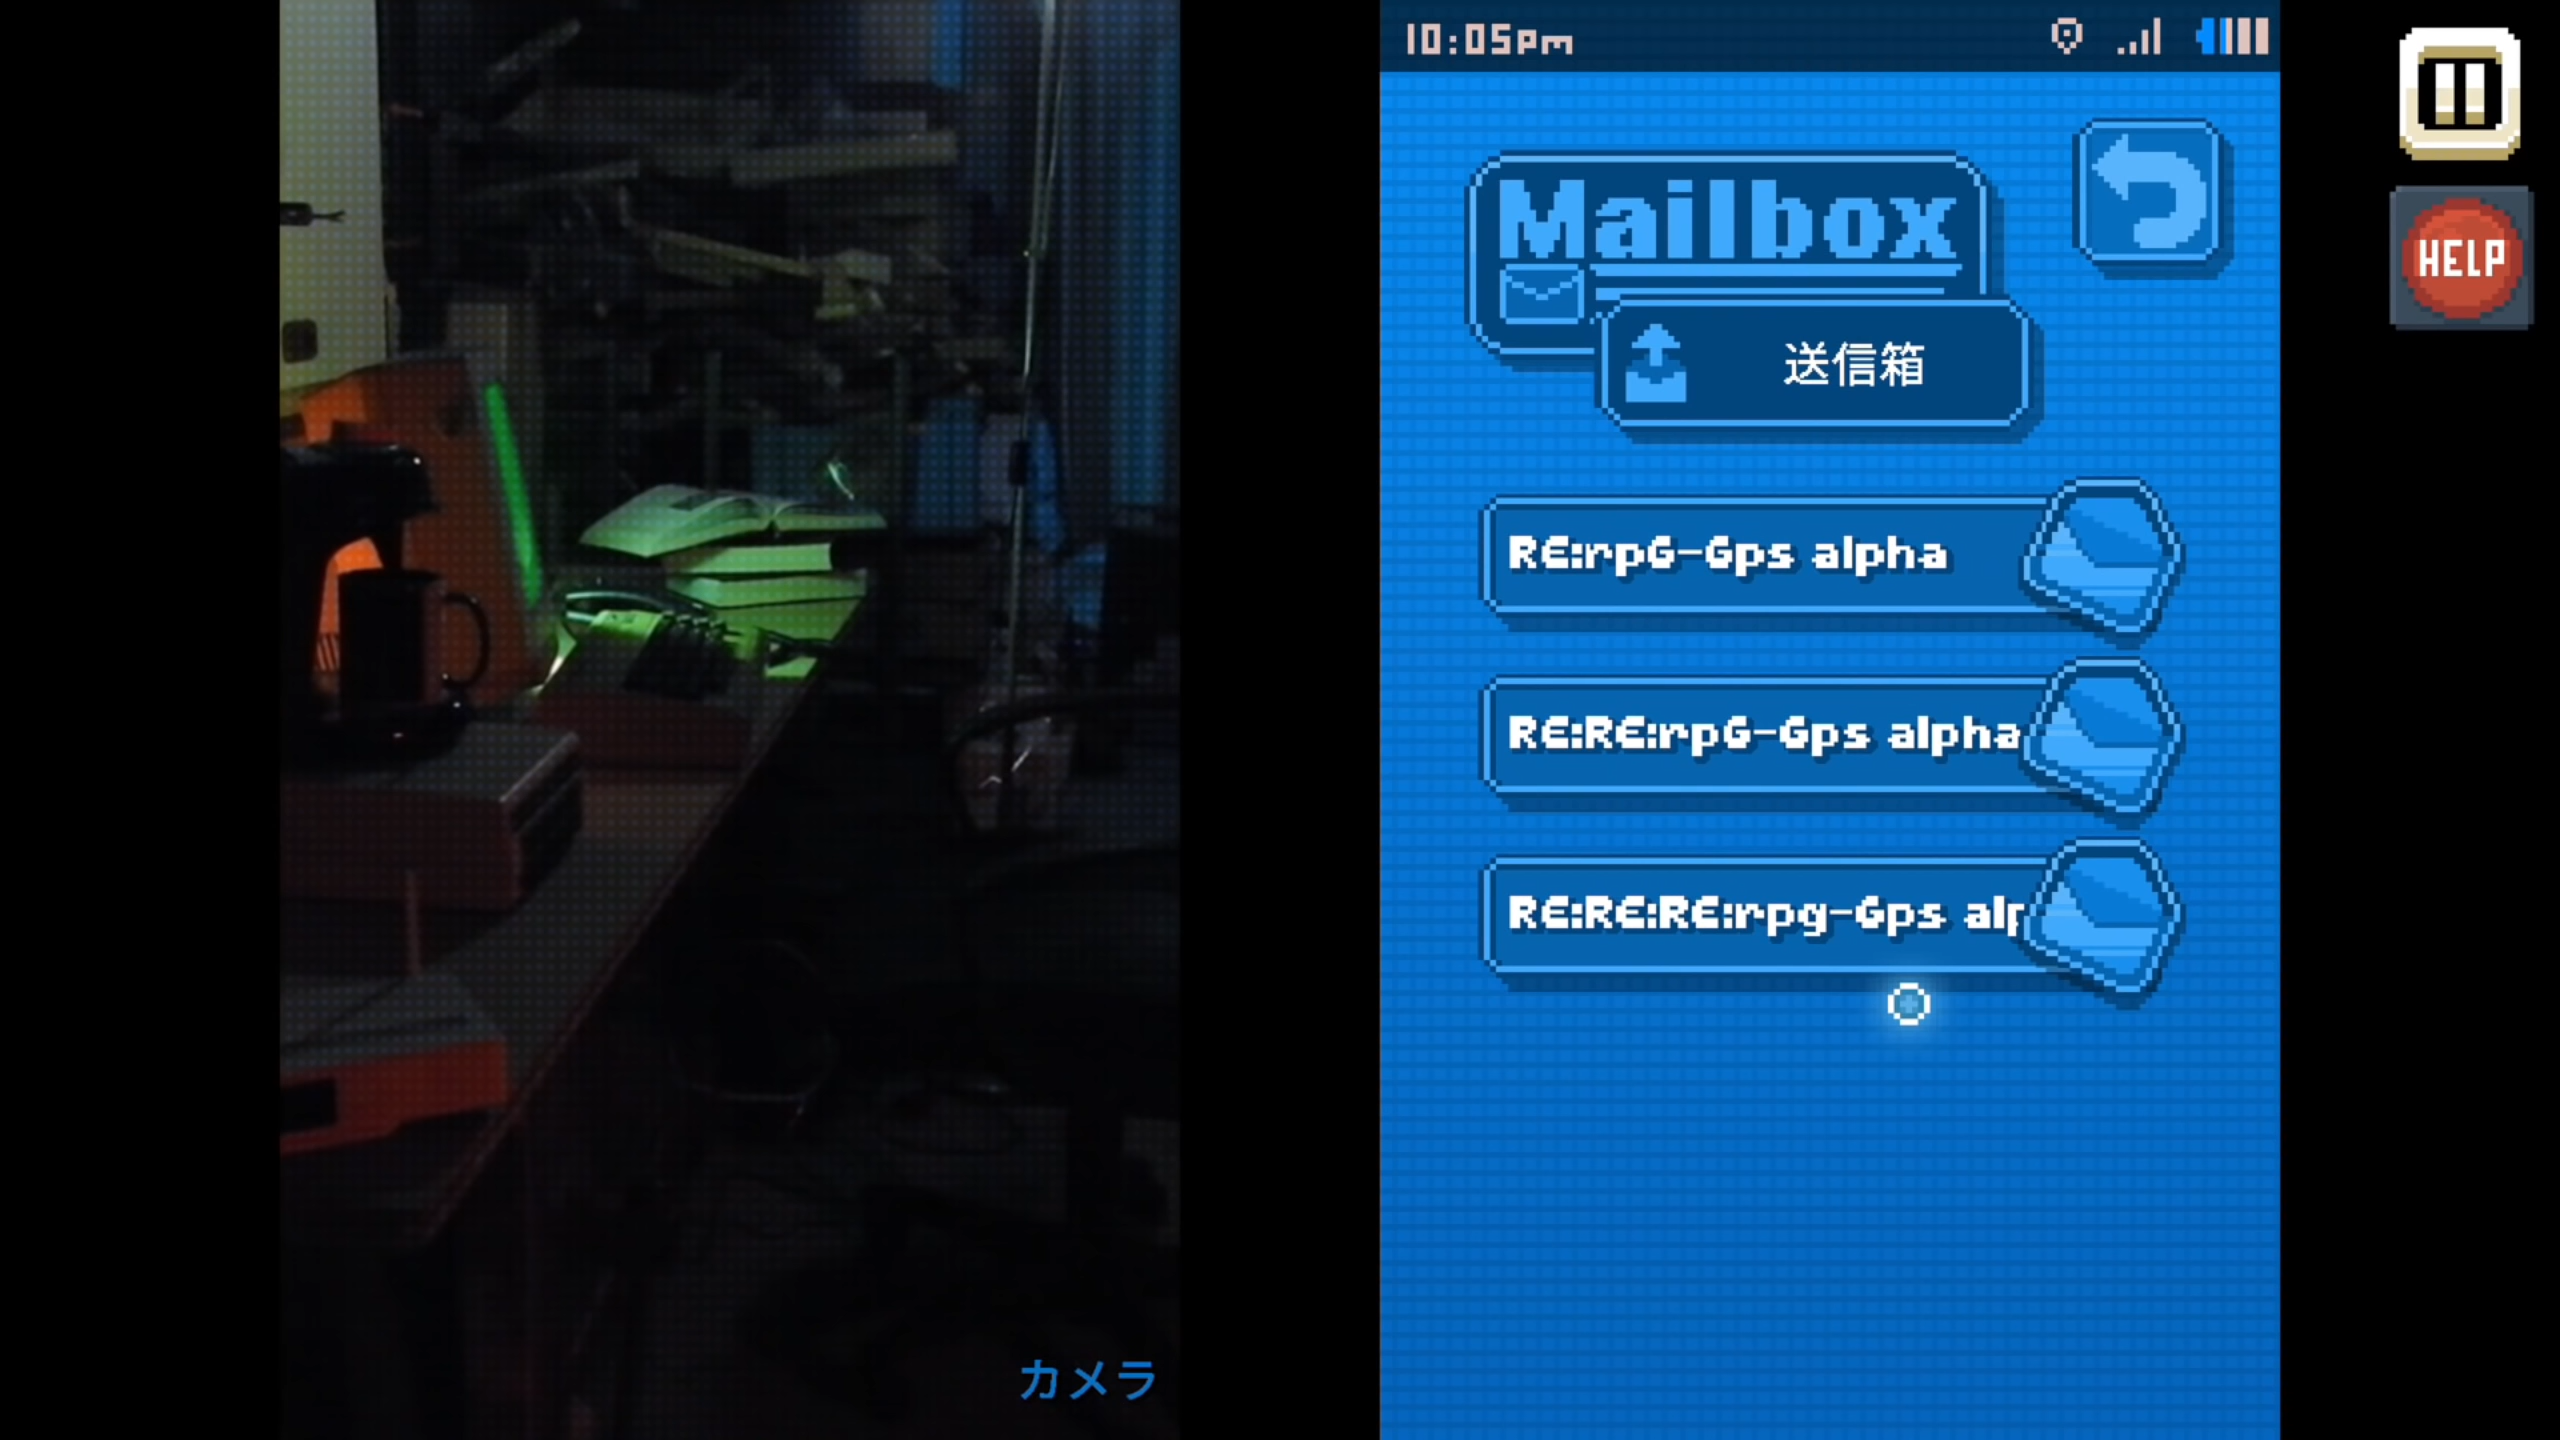 10:05pm
Mailbox
送信箱
RE:rpG-Gps alpha
RE:RE:rpG-Gps alpha
RE:RE:RE:rpg-Gps alp
HELP
カメラ